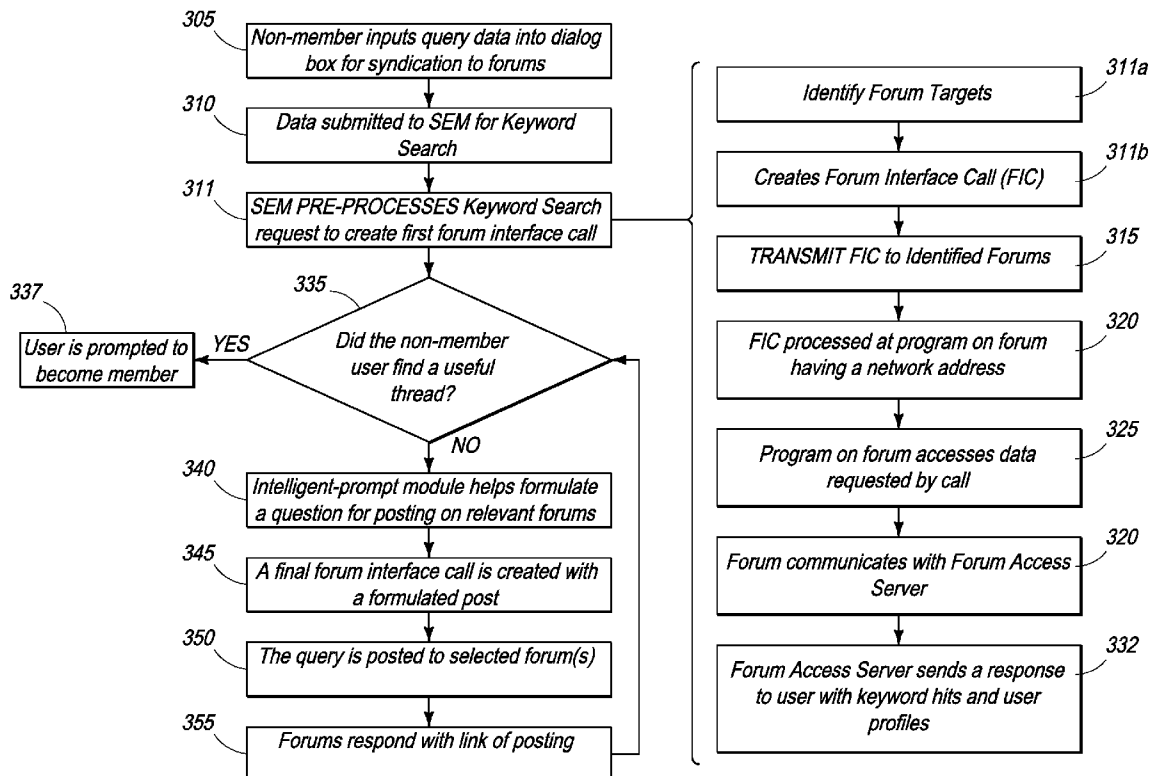 305
Non-member inputs query data into dialog
box for syndication to forums
310
Data submitted to SEM for Keyword
Search
311
SEM PRE-PROCESSES Keyword Search
request to create first forum interface call
335
Did the non-member
user find a useful
thread?
YES
337
User is prompted to
become member
NO
340
Intelligent-prompt module helps formulate
a question for posting on relevant forums
345
A final forum interface call is created with
a formulated post
350
The query is posted to selected forum(s)
355
Forums respond with link of posting
311a
Identify Forum Targets
311b
Creates Forum Interface Call (FIC)
315
TRANSMIT FIC to Identified Forums
320
FIC processed at program on forum
having a network address
325
Program on forum accesses data
requested by call
320
Forum communicates with Forum Access
Server
332
Forum Access Server sends a response
to user with keyword hits and user
profiles